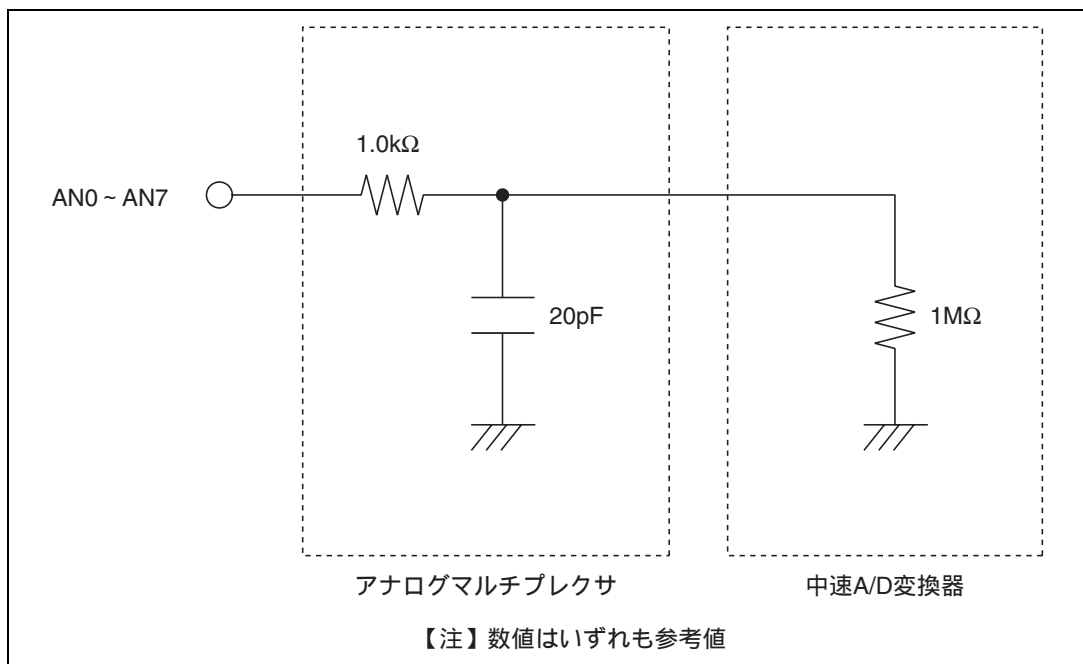 1.0kΩ
AN0 ~ AN7
20pF
1MΩ
アナログマルチプレクサ
中速A/D変換器
【注】数値はいずれも参考値